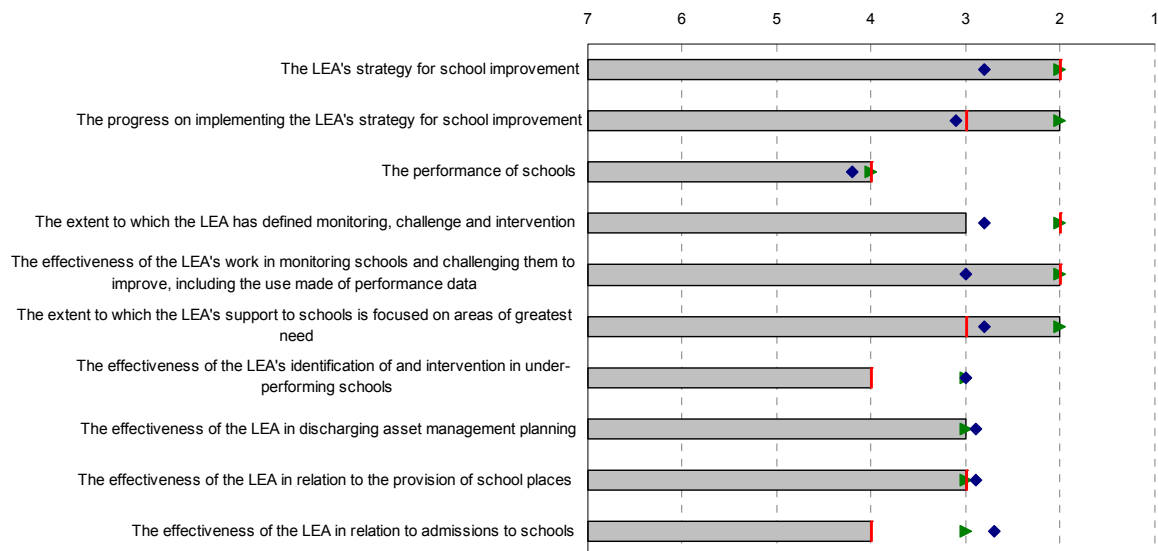 7 6 5 4 3 2 1
The LEA's strategy for school improvement
The progress on implementing the LEA's strategy for school improvement
The performance of schools
The extent to which the LEA has defined monitoring, challenge and intervention
The effectiveness of the LEA's work in monitoring schools and challenging them to
improve, including the use made of performance data
The extent to which the LEA's support to schools is focused on areas of greatest
need
The effectiveness of the LEA's identification of and intervention in under-
performing schools
The effectiveness of the LEA in discharging asset management planning
The effectiveness of the LEA in relation to the provision of school places
The effectiveness of the LEA in relation to admissions to schools